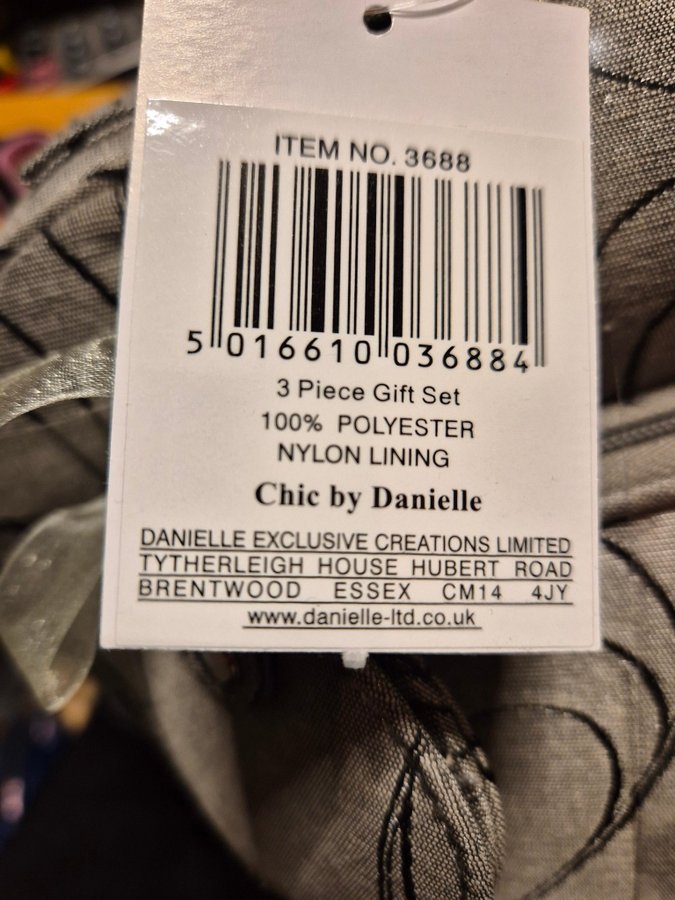 ITEM NO. 3688
5 016610 036884
3 Piece Gift Set
100% POLYESTER
NYLON LINING
Chic by Danielle
DANIELLE EXCLUSIVE CREATIONS LIMITED
TYTHERLEIGH HOUSE HUBERT ROAD
BRENTWOOD ESSEX CM14 4JY
www.danielle-ltd.co.uk